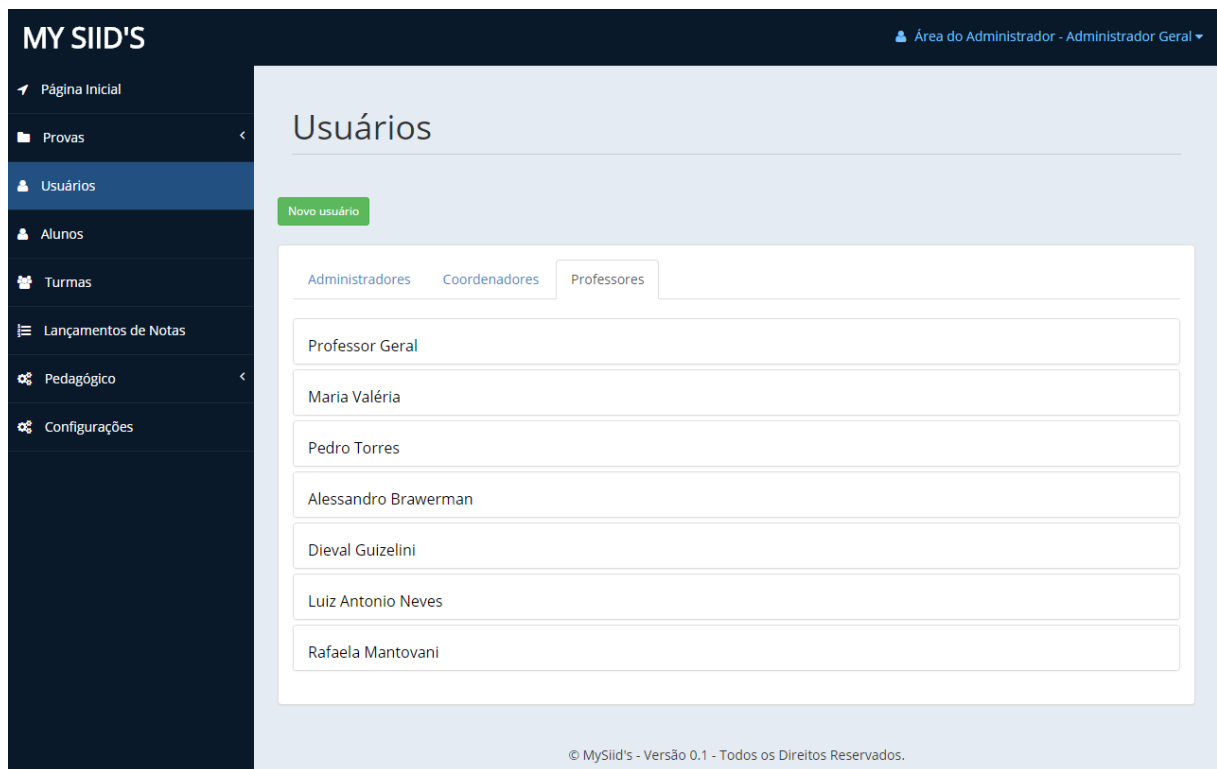 MY SIID'S
Área do Administrador - Administrador Geral
Página Inicial
Provas
Usuários
Alunos
Turmas
Lançamentos de Notas
Pedagógico
Configurações
Usuários
Novo usuário
Administradores Coordenadores Professores
Professor Geral
Maria Valéria
Pedro Torres
Alessandro Brawerman
Dieval Guizelini
Luiz Antonio Neves
Rafaela Mantovani
© MySiid's - Versão 0.1 - Todos os Direitos Reservados.